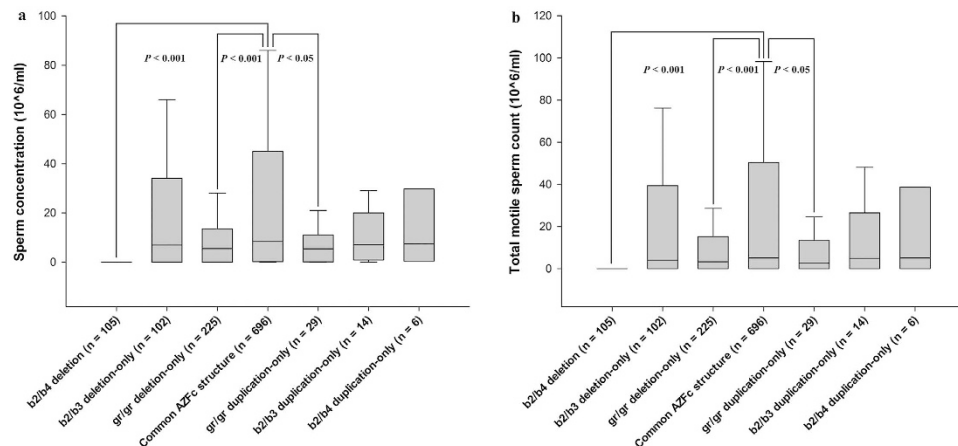 a
Sperm concentration (10^6/ml)
100
80
60
40
20
0
P < 0.001
P < 0.001
P < 0.05
b2/b4 deletion (n = 105)
b2/b3 deletion-only (n = 102)
gr/gr deletion-only (n = 225)
Common AZFc structure (n = 696)
gr/gr duplication-only (n = 29)
b2/b3 duplication-only (n = 14)
b2/b4 duplication-only (n = 6)
b
Total motile sperm count (10^6/ml)
120
100
80
60
40
20
0
P < 0.001
P < 0.001
P < 0.05
b2/b4 deletion (n = 105)
b2/b3 deletion-only (n = 102)
gr/gr deletion-only (n = 225)
Common AZFc structure (n = 696)
gr/gr duplication-only (n = 29)
b2/b3 duplication-only (n = 14)
b2/b4 duplication-only (n = 6)